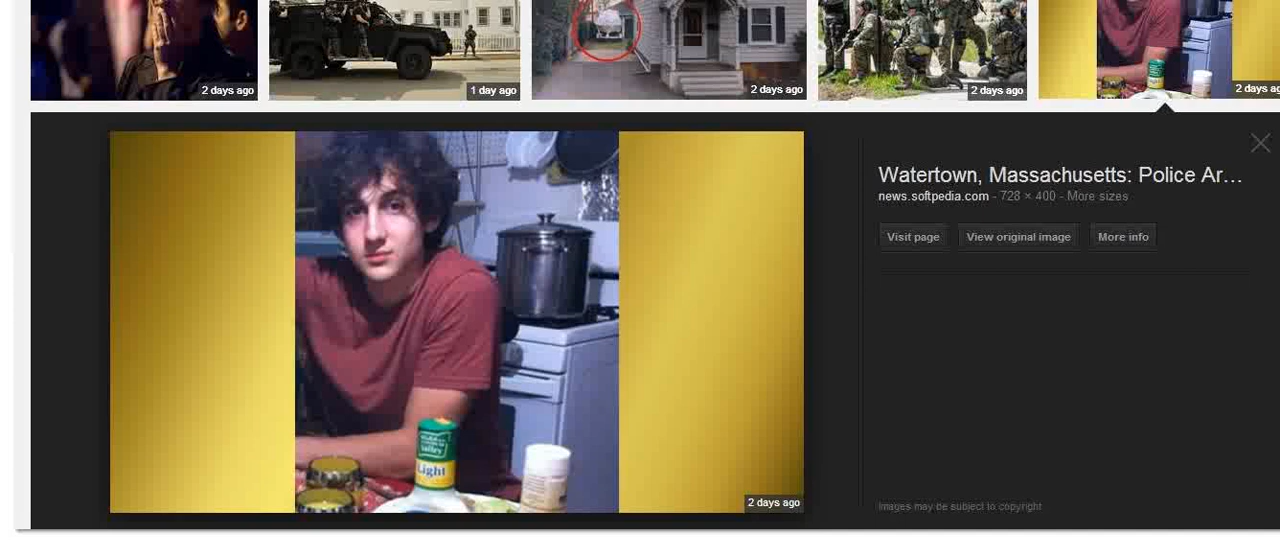 2 days ago
1 day ago
2 days ago
2 days ago
2 days ago
Watertown, Massachusetts: Police Ar...
news.softpedia.com - 728 × 400 - More sizes
Visit page
View original image
More info
Valley
Light
2 days ago
Images may be subject to copyright